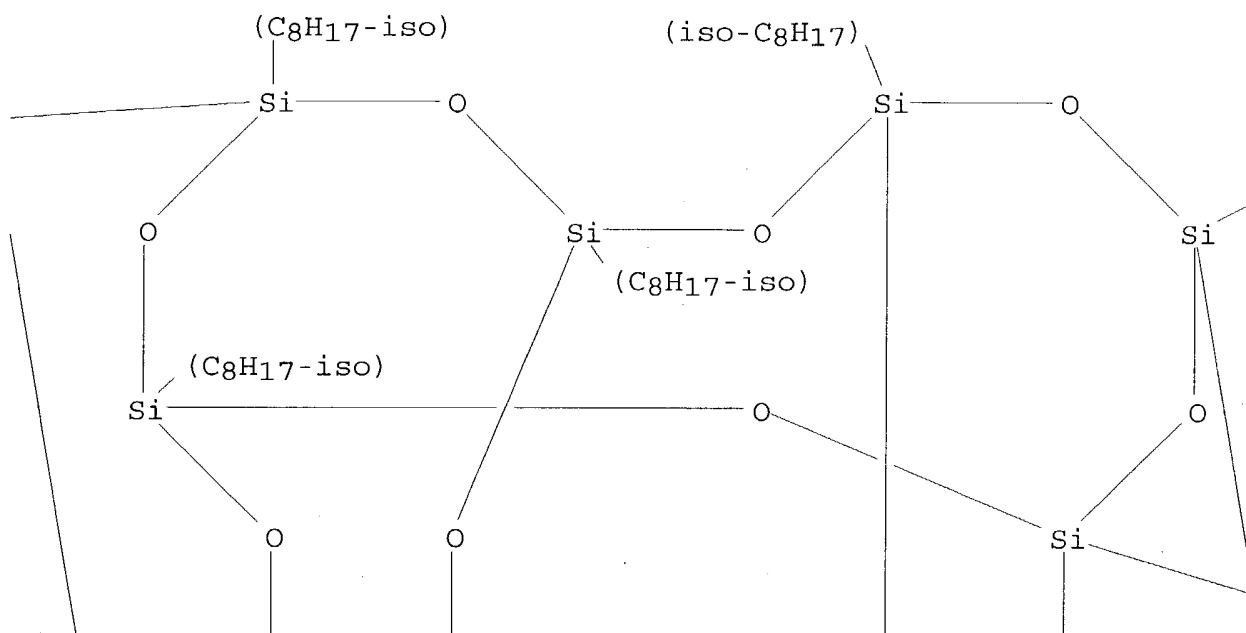 (C8H17-iso) (iso-C8H17)
Si O Si O
O Si O Si
(C8H17-iso)
(C8H17-iso)
Si O O
O O Si